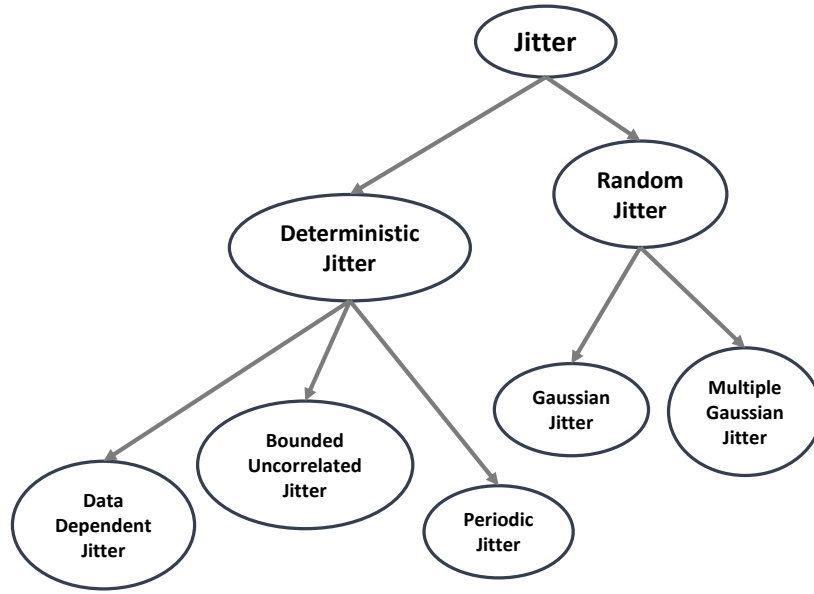 Jitter
Random
Jitter
Deterministic
Jitter
Gaussian
Jitter
Multiple
Gaussian
Jitter
Bounded
Uncorrelated
Jitter
Data
Dependent
Jitter
Periodic
Jitter